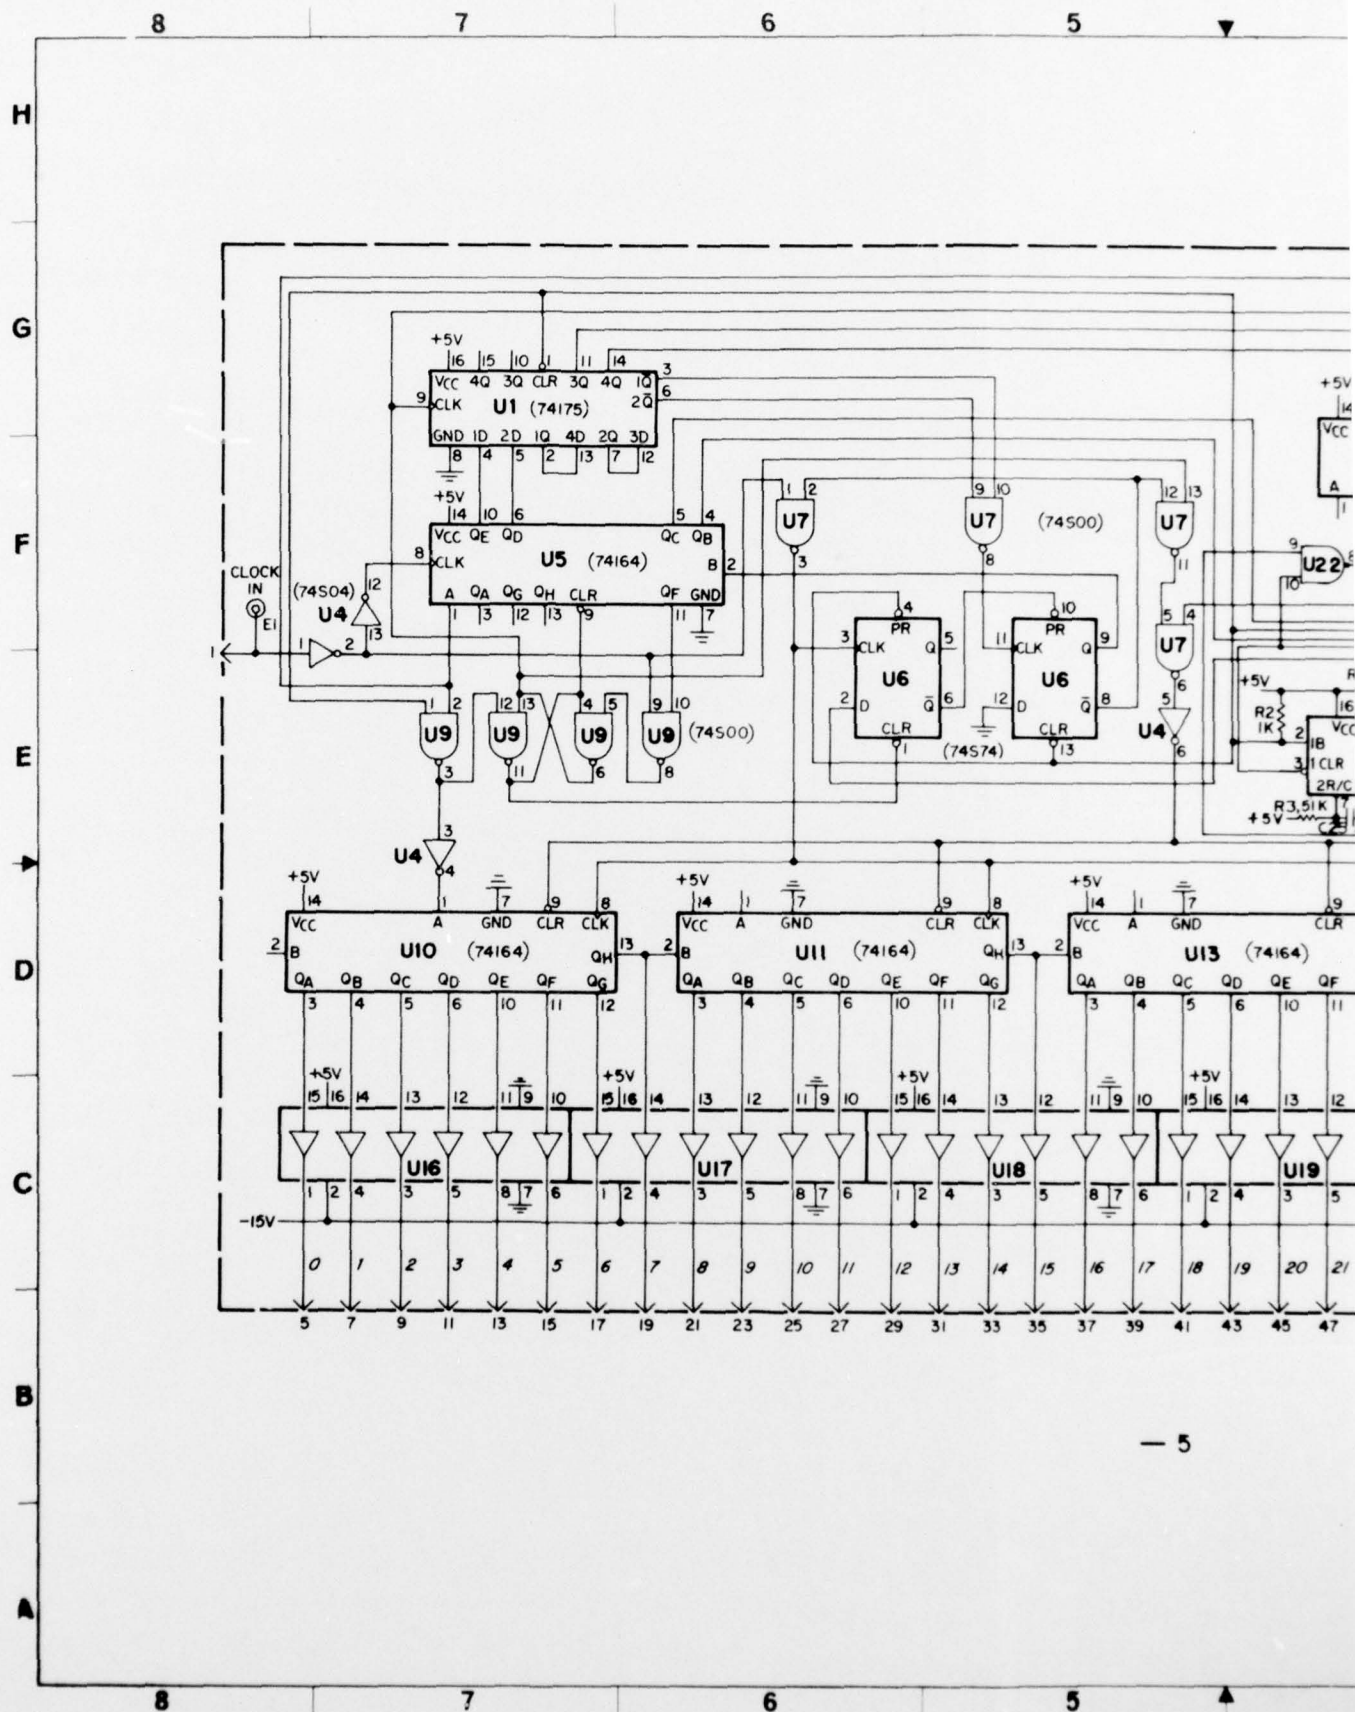 8 7 6 5
H
G
F
E
D
C
B
A
+5V
16 15 10 1 11 14 3
VCC 4Q 3Q CLR 3Q 4Q 1Q̅
6
2Q̅
9 CLK U1 (74175)
GND 1D 2D 1Q 4D 2Q 3D
8 4 5 2 13 7 12
+5V
14 10 6 5 4
VCC QE QD QC QB
8 CLK U5 (74164) B 2
A QA QG QH CLR QF GND
1 3 12 13 9 11 7
CLOCK
IN
E1
(74S04)
12
U4
13
1 1 2
1 2
U7
3
9 10
U7
8
(74S00)
12 13
U7
11
5 4
U7
6
5
U4
6
9
10
U22
8
+5V
14
VCC
A
1
4
PR
3 CLK Q 5
U6
2 D Q̅ 6
CLR
1
10
PR
11 CLK Q 9
U6
12 D Q̅ 8
CLR
13
(74S74)
1 2
U9
3
12 13
U9
11
4 5
U9
6
9 10
U9
8
(74S00)
+5V
R
R2
1K
16
VCC
2 1B
3 1 CLR
2R/C
7
R3,51K
+5V
C2
3
U4
4
+5V
14 1 7 9 8
VCC A GND CLR CLK
2 B U10 (74164) QH 13
QA QB QC QD QE QF QG
3 4 5 6 10 11 12
+5V
14 1 7 9 8
VCC A GND CLR CLK
2 B U11 (74164) QH 13
QA QB QC QD QE QF QG
3 4 5 6 10 11 12
+5V
14 1 7 9
VCC A GND CLR
2 B U13 (74164)
QA QB QC QD QE QF
3 4 5 6 10 11
+5V +5V +5V +5V
15 16 14 13 12 11 9 10 15 16 14 13 12 11 9 10 15 16 14 13 12 11 9 10 15 16 14 13 12
U16 U17 U18 U19
1 2 4 3 5 8 7 6 1 2 4 3 5 8 7 6 1 2 4 3 5 8 7 6 1 2 4 3 5
-15V
0 1 2 3 4 5 6 7 8 9 10 11 12 13 14 15 16 17 18 19 20 21
5 7 9 11 13 15 17 19 21 23 25 27 29 31 33 35 37 39 41 43 45 47
— 5
8 7 6 5